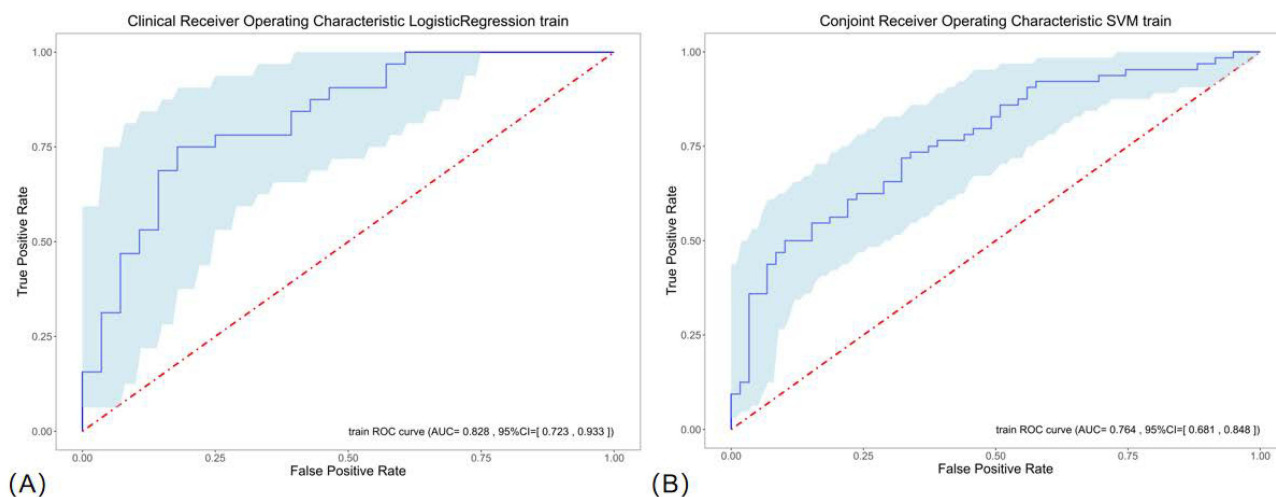 Clinical Receiver Operating Characteristic LogisticRegression train
1.00
0.75
0.50
0.25
0.00
True Positive Rate
train ROC curve (AUC= 0.828 , 95%CI=[ 0.723 , 0.933 ])
0.00 0.25 0.50 0.75 1.00
False Positive Rate
(A)
Conjoint Receiver Operating Characteristic SVM train
1.00
0.75
0.50
0.25
0.00
True Positive Rate
train ROC curve (AUC= 0.764 , 95%CI=[ 0.681 , 0.848 ])
0.00 0.25 0.50 0.75 1.00
False Positive Rate
(B)